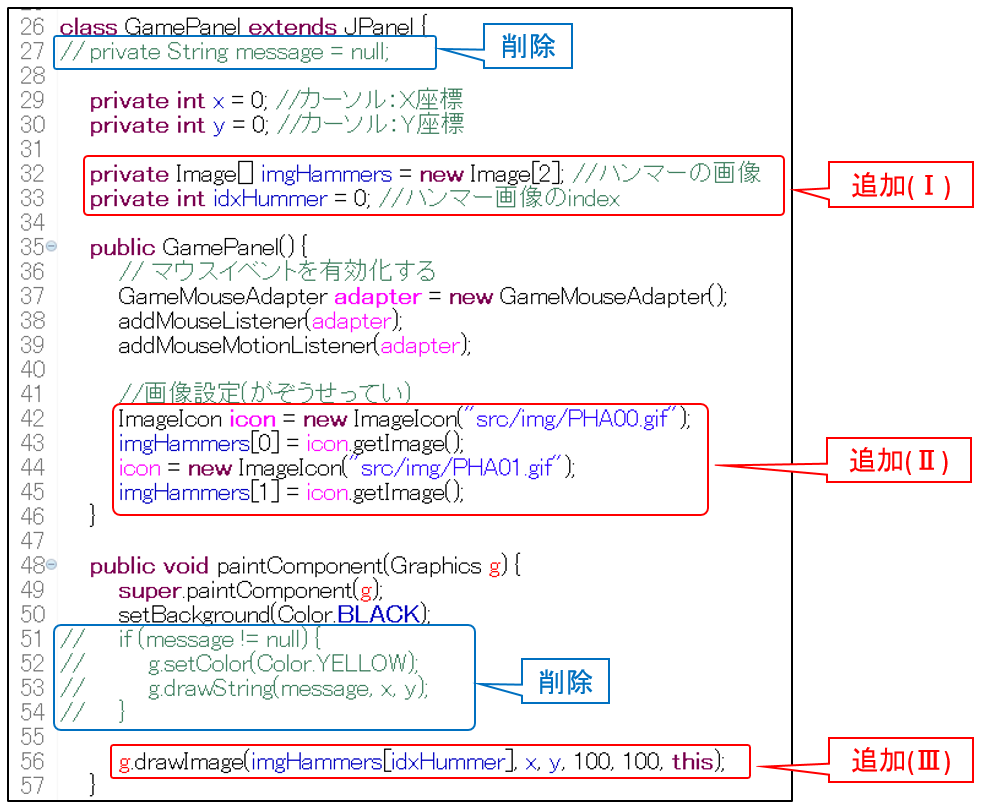 26 class GamePanel extends JPanel {
27 // private String message = null;
削除
28
29 private int x = 0; //カーソル：X座標
30 private int y = 0; //カーソル：Y座標
31
32 private Image[] imgHammers = new Image[2]; //ハンマーの画像
33 private int idxHummer = 0; //ハンマー画像のindex
追加(Ⅰ)
34
35 public GamePanel() {
36 // マウスイベントを有効化する
37 GameMouseAdapter adapter = new GameMouseAdapter();
38 addMouseListener(adapter);
39 addMouseMotionListener(adapter);
40
41 //画像設定(がぞうせってい)
42 ImageIcon icon = new ImageIcon("src/img/PHA00.gif");
43 imgHammers[0] = icon.getImage();
44 icon = new ImageIcon("src/img/PHA01.gif");
45 imgHammers[1] = icon.getImage();
追加(Ⅱ)
46 }
47
48 public void paintComponent(Graphics g) {
49 super.paintComponent(g);
50 setBackground(Color.BLACK);
51 // if (message != null) {
52 // g.setColor(Color.YELLOW);
53 // g.drawString(message, x, y);
54 // }
削除
55
56 g.drawImage(imgHammers[idxHummer], x, y, 100, 100, this);
追加(Ⅲ)
57 }